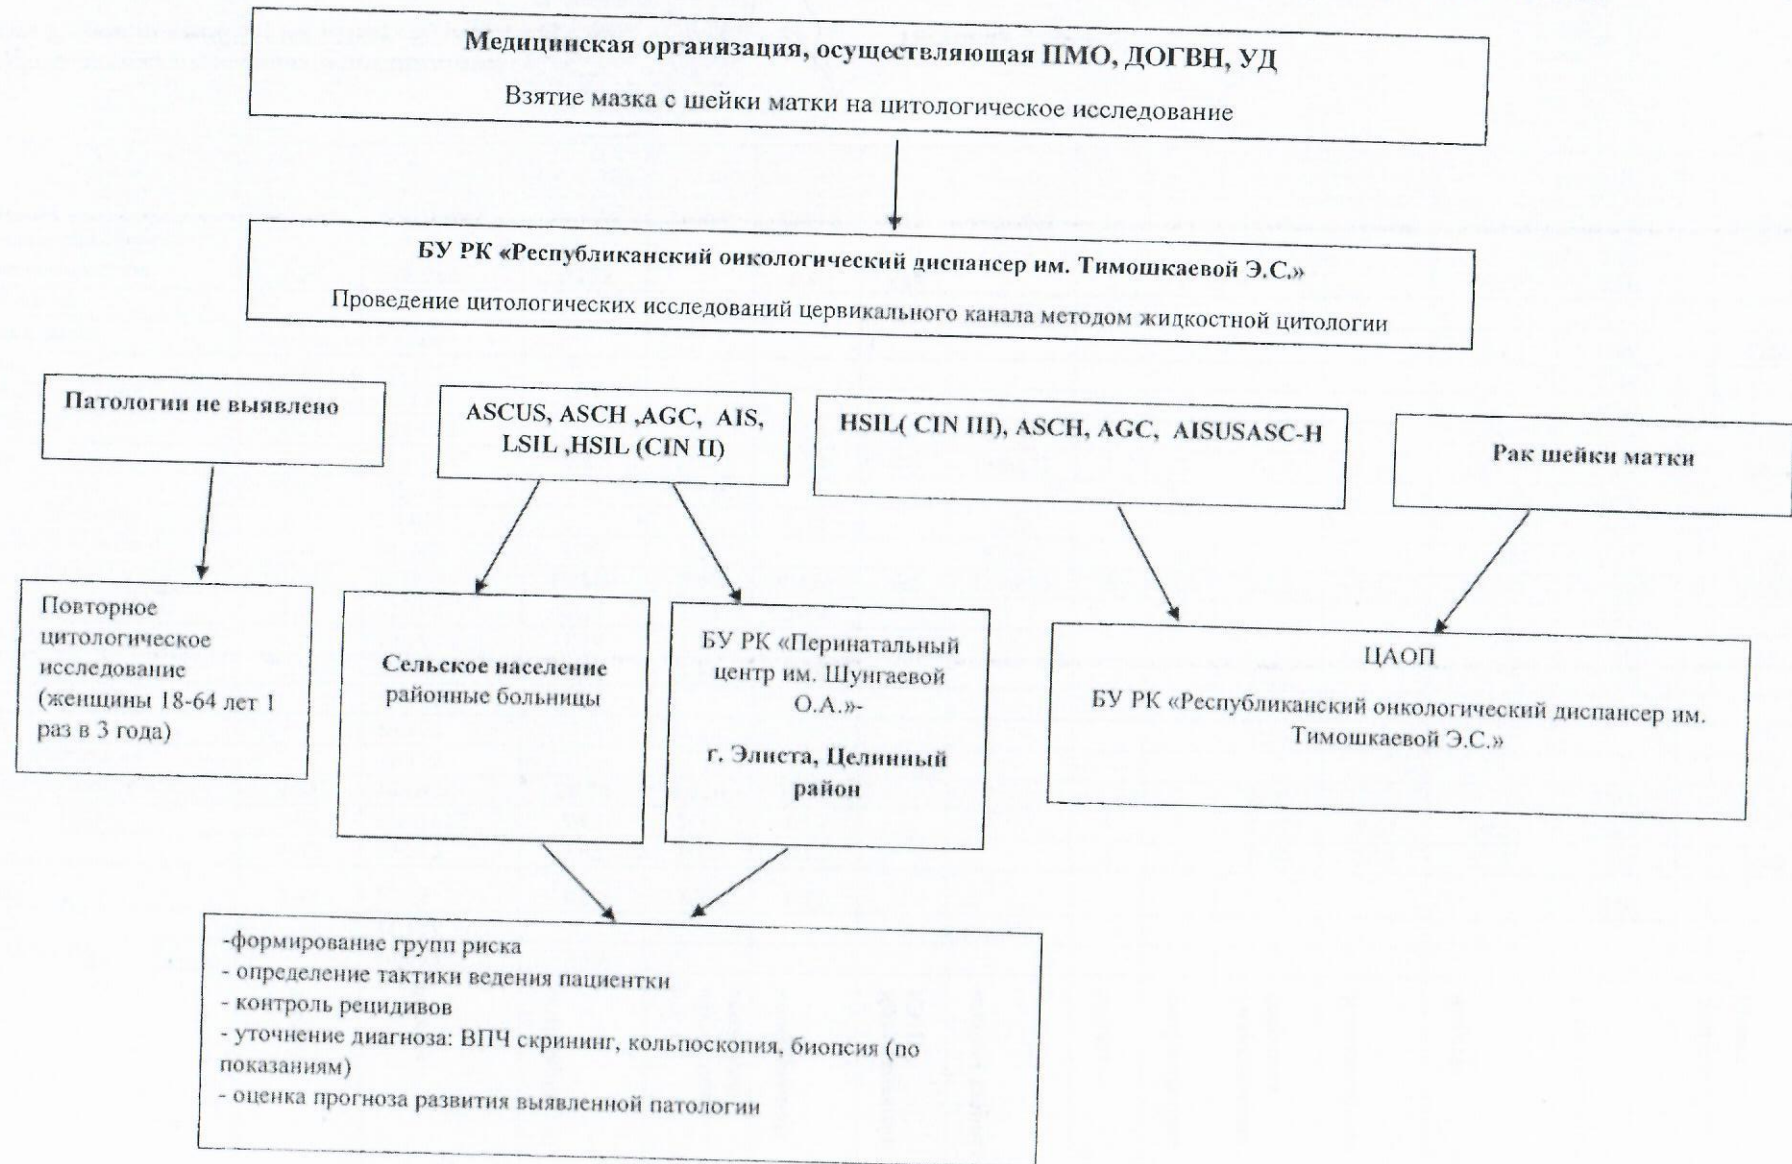 Медицинская организация, осуществляющая ПМО, ДОГВН, УД
Взятие мазка с шейки матки на цитологическое исследование
БУ РК «Республиканский онкологический диспансер им. Тимошкаевой Э.С.»
Проведение цитологических исследований цервикального канала методом жидкостной цитологии
Патологии не выявлено
ASCUS, ASCH ,AGC, AIS,
LSIL ,HSIL (CIN II)
HSIL( CIN III), ASCH, AGC, AISUSASC-H
Рак шейки матки
Повторное
цитологическое
исследование
(женщины 18-64 лет 1
раз в 3 года)
Сельское население
районные больницы
БУ РК «Перинатальный
центр им. Шунгаевой
О.А.»-
г. Элиста, Целинный
район
ЦАОП
БУ РК «Республиканский онкологический диспансер им.
Тимошкаевой Э.С.»
-формирование групп риска
- определение тактики ведения пациентки
- контроль рецидивов
- уточнение диагноза: ВПЧ скрининг, кольпоскопия, биопсия (по
показаниям)
- оценка прогноза развития выявленной патологии